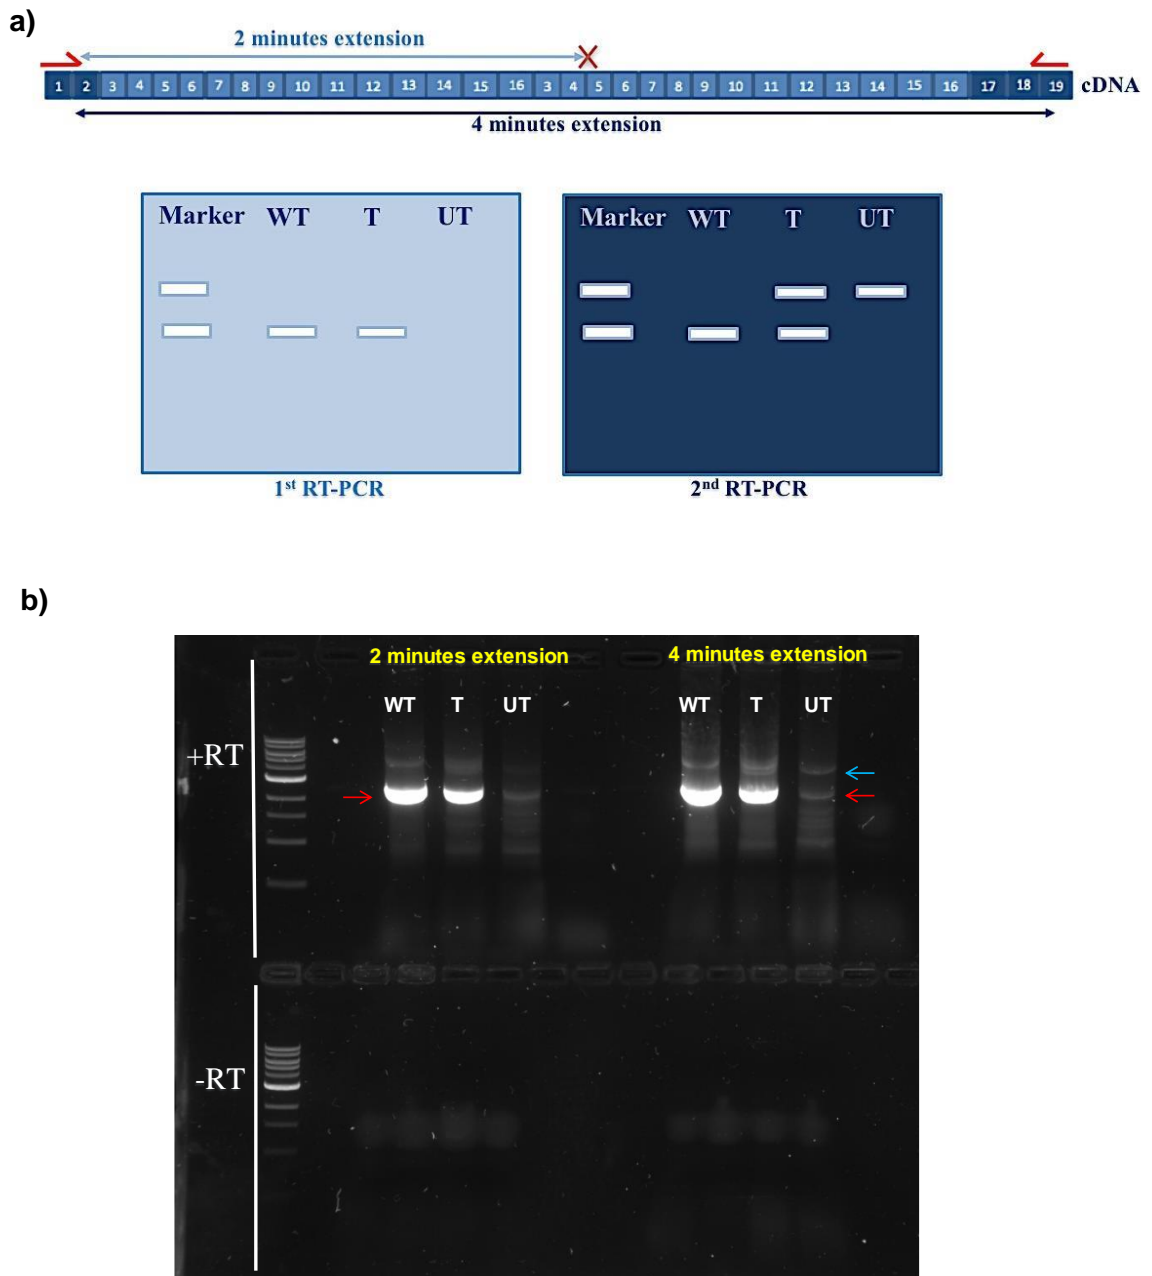 a)
2 minutes extension
1 2 3 4 5 6 7 8 9 10 11 12 13 14 15 16 3 4 5 6 7 8 9 10 11 12 13 14 15 16 17 18 19 cDNA
4 minutes extension
Marker WT T UT
Marker WT T UT
1st RT-PCR
2nd RT-PCR
b)
2 minutes extension
4 minutes extension
WT T UT
WT T UT
+RT
-RT